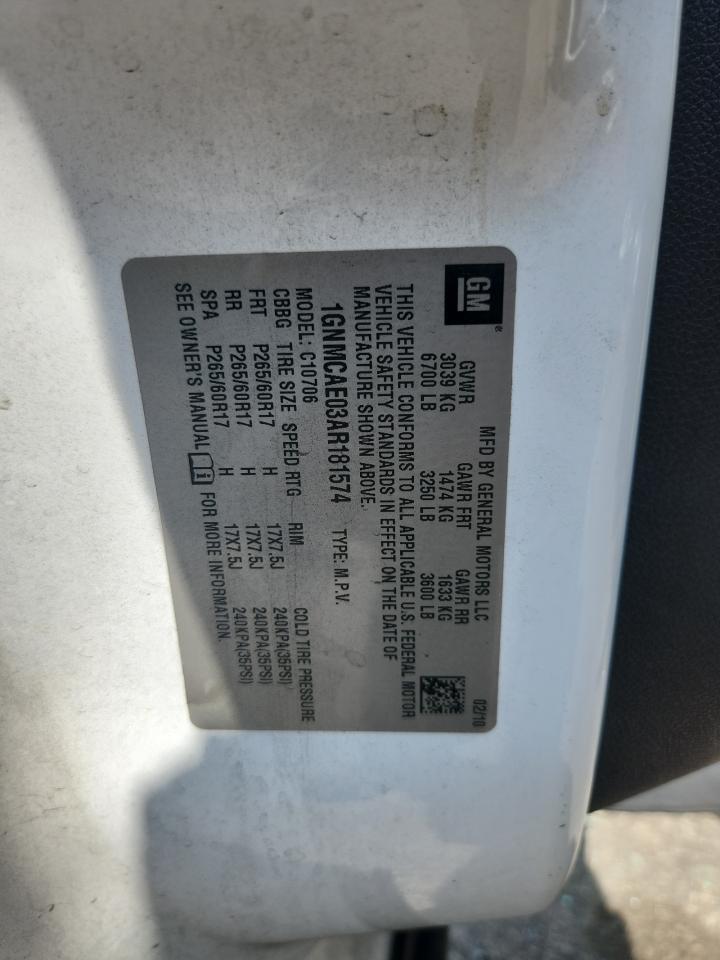 GM®
MFD BY GENERAL MOTORS LLC 02/10
GVWR GAWR FRT GAWR RR
3039 KG 1474 KG 1633 KG
6700 LB 3250 LB 3600 LB
THIS VEHICLE CONFORMS TO ALL APPLICABLE U.S. FEDERAL MOTOR
VEHICLE SAFETY STANDARDS IN EFFECT ON THE DATE OF
MANUFACTURE SHOWN ABOVE.
1GNMCAE03AR181574 TYPE: M.P.V.
MODEL: C10706
CBBG TIRE SIZE SPEED RTG RIM COLD TIRE PRESSURE
FRT P265/60R17 H 17X7.5J 240KPA(35PSI)
RR P265/60R17 H 17X7.5J 240KPA(35PSI)
SPA P265/60R17 H 17X7.5J 240KPA(35PSI)
SEE OWNER'S MANUAL FOR MORE INFORMATION.